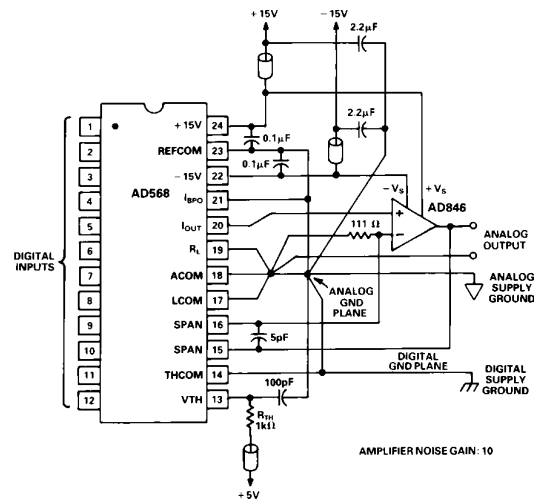 +15V
−15V
2.2μF
2.2μF
1
2
3
4
5
6
7
8
9
10
11
12
DIGITAL
INPUTS
AD568
+15V
24
REFCOM
23
−15V
22
IBPO
21
IOUT
20
RL
19
ACOM
18
LCOM
17
SPAN
16
SPAN
15
THCOM
14
VTH
13
0.1μF
0.1μF
−VS
+VS
AD846
111 Ω
+
−
ANALOG
OUTPUT
ANALOG
GND
PLANE
ANALOG
SUPPLY
GROUND
5pF
DIGITAL
GND PLANE
DIGITAL
SUPPLY
GROUND
100pF
RTH
1kΩ
+5V
AMPLIFIER NOISE GAIN: 10